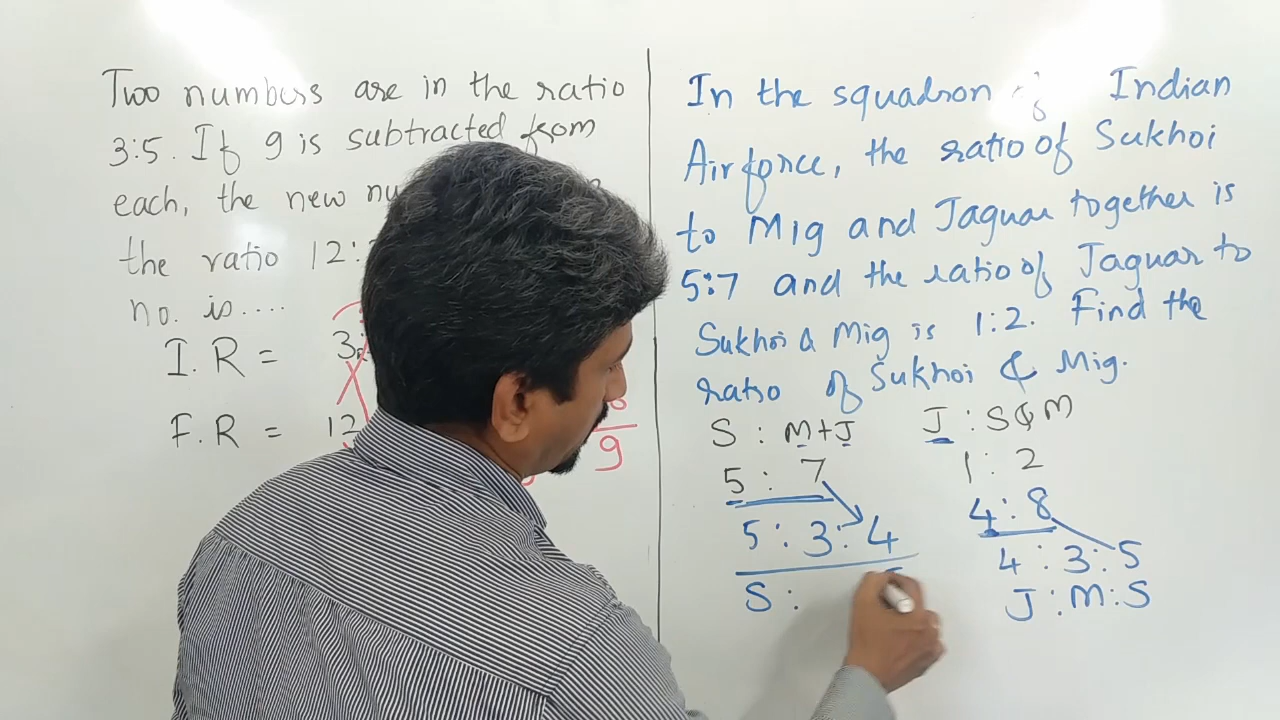 Two numbers are in the ratio
3:5. If 9 is subtracted from
each, the new
the ratio 12:
no. is....
I.R = 3:
F.R = 12
9
In the squadron of Indian
Airforce, the ratio of Sukhoi
to Mig and Jaguar together is
5:7 and the ratio of Jaguar to
Sukhoi & Mig is 1:2. Find the
ratio of Sukhoi & Mig.
S : M+J
5 : 7
5 : 3 : 4
S :
J : S & M
1 : 2
4 : 8
4 : 3 : 5
J : M : S